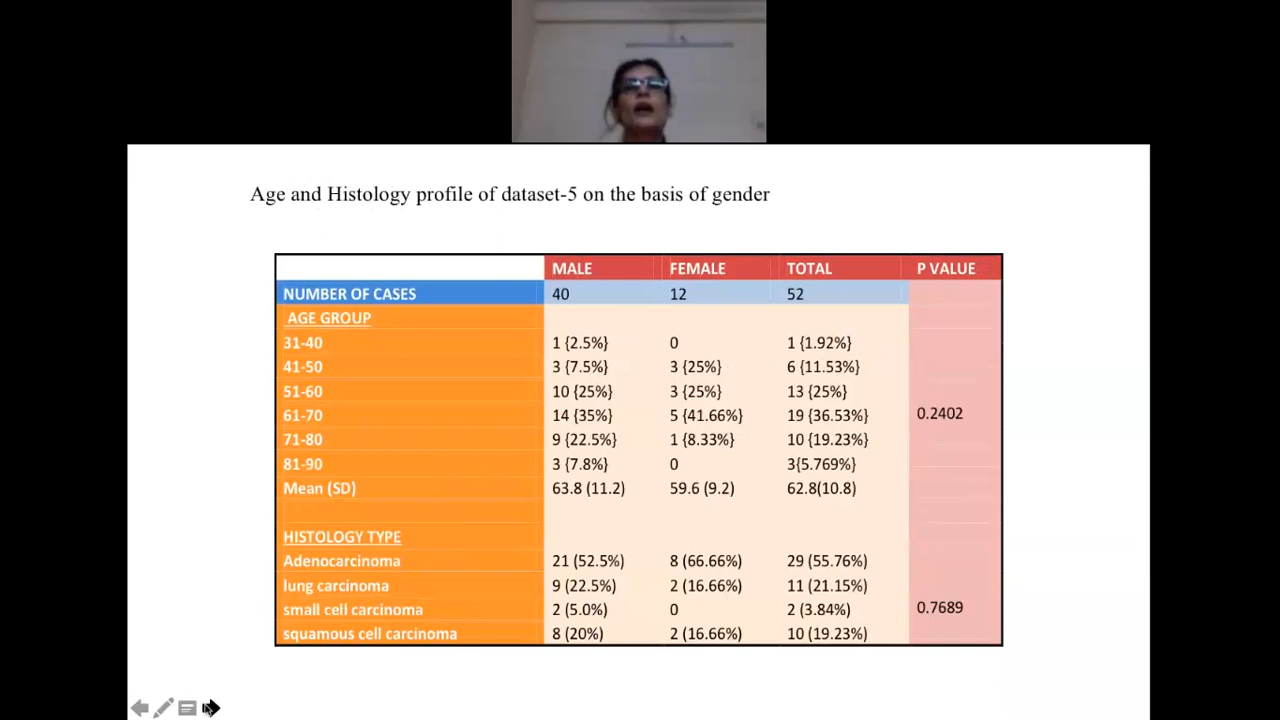 Age and Histology profile of dataset-5 on the basis of gender
MALE FEMALE TOTAL P VALUE
NUMBER OF CASES 40 12 52
AGE GROUP
31-40 1 {2.5%} 0 1 {1.92%}
41-50 3 {7.5%} 3 {25%} 6 {11.53%}
51-60 10 {25%} 3 {25%} 13 {25%}
61-70 14 {35%} 5 {41.66%} 19 {36.53%} 0.2402
71-80 9 {22.5%} 1 {8.33%} 10 {19.23%}
81-90 3 {7.8%} 0 3{5.769%}
Mean (SD) 63.8 (11.2) 59.6 (9.2) 62.8(10.8)
HISTOLOGY TYPE
Adenocarcinoma 21 (52.5%) 8 (66.66%) 29 (55.76%)
lung carcinoma 9 (22.5%) 2 (16.66%) 11 (21.15%)
small cell carcinoma 2 (5.0%) 0 2 (3.84%) 0.7689
squamous cell carcinoma 8 (20%) 2 (16.66%) 10 (19.23%)